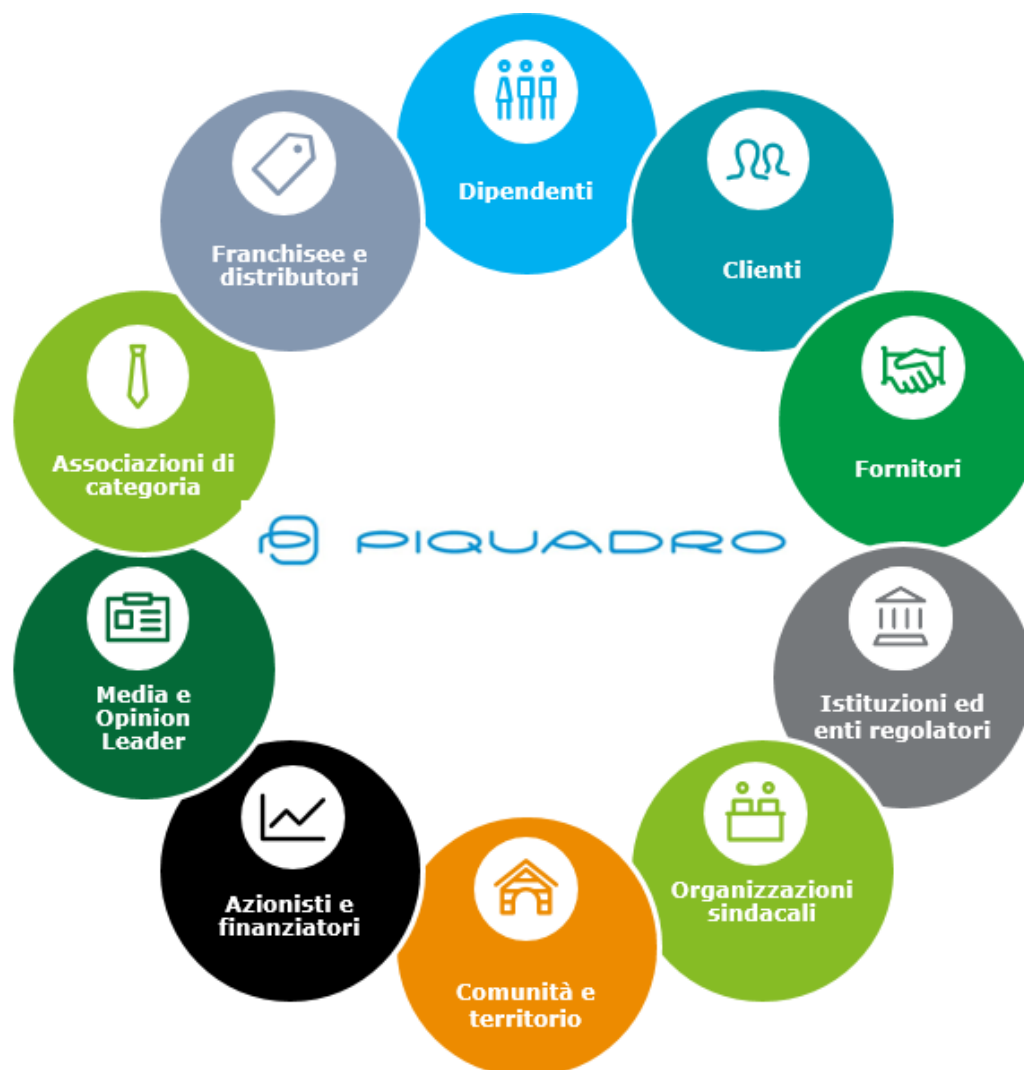 Dipendenti
Clienti
Fornitori
Istituzioni ed
enti regolatori
Organizzazioni
sindacali
Comunità e
territorio
Azionisti e
finanziatori
Media e
Opinion
Leader
Associazioni di
categoria
Franchisee e
distributori
PIQUADRO